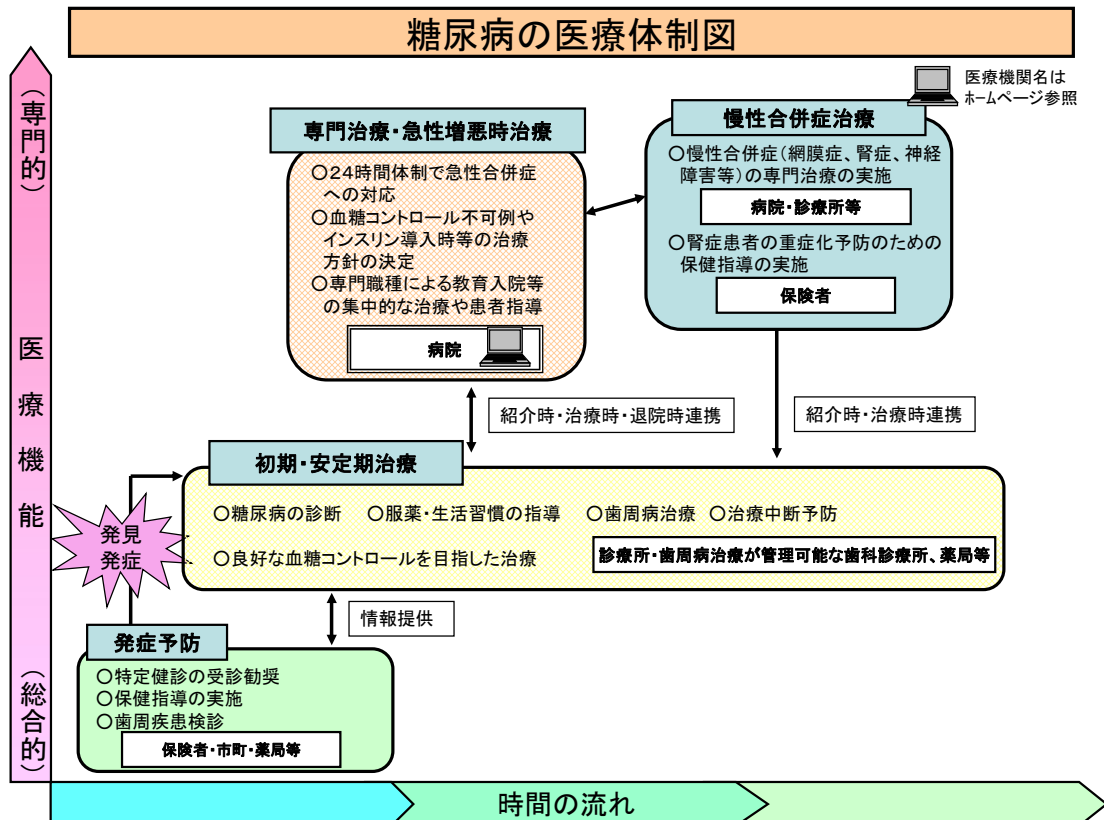 糖尿病の医療体制図
医療機関名は
ホームページ参照
(専門的)
医療機能
(総合的)
専門治療・急性増悪時治療
○24時間体制で急性合併症
への対応
○血糖コントロール不可例や
インスリン導入時等の治療
方針の決定
○専門職種による教育入院等
の集中的な治療や患者指導
病院
慢性合併症治療
○慢性合併症(網膜症、腎症、神経
障害等)の専門治療の実施
病院・診療所等
○腎症患者の重症化予防のための
保健指導の実施
保険者
紹介時・治療時・退院時連携
紹介時・治療時連携
初期・安定期治療
○糖尿病の診断 ○服薬・生活習慣の指導 ○歯周病治療 ○治療中断予防
○良好な血糖コントロールを目指した治療
診療所・歯周病治療が管理可能な歯科診療所、薬局等
発見
発症
情報提供
発症予防
○特定健診の受診勧奨
○保健指導の実施
○歯周疾患検診
保険者・市町・薬局等
時間の流れ